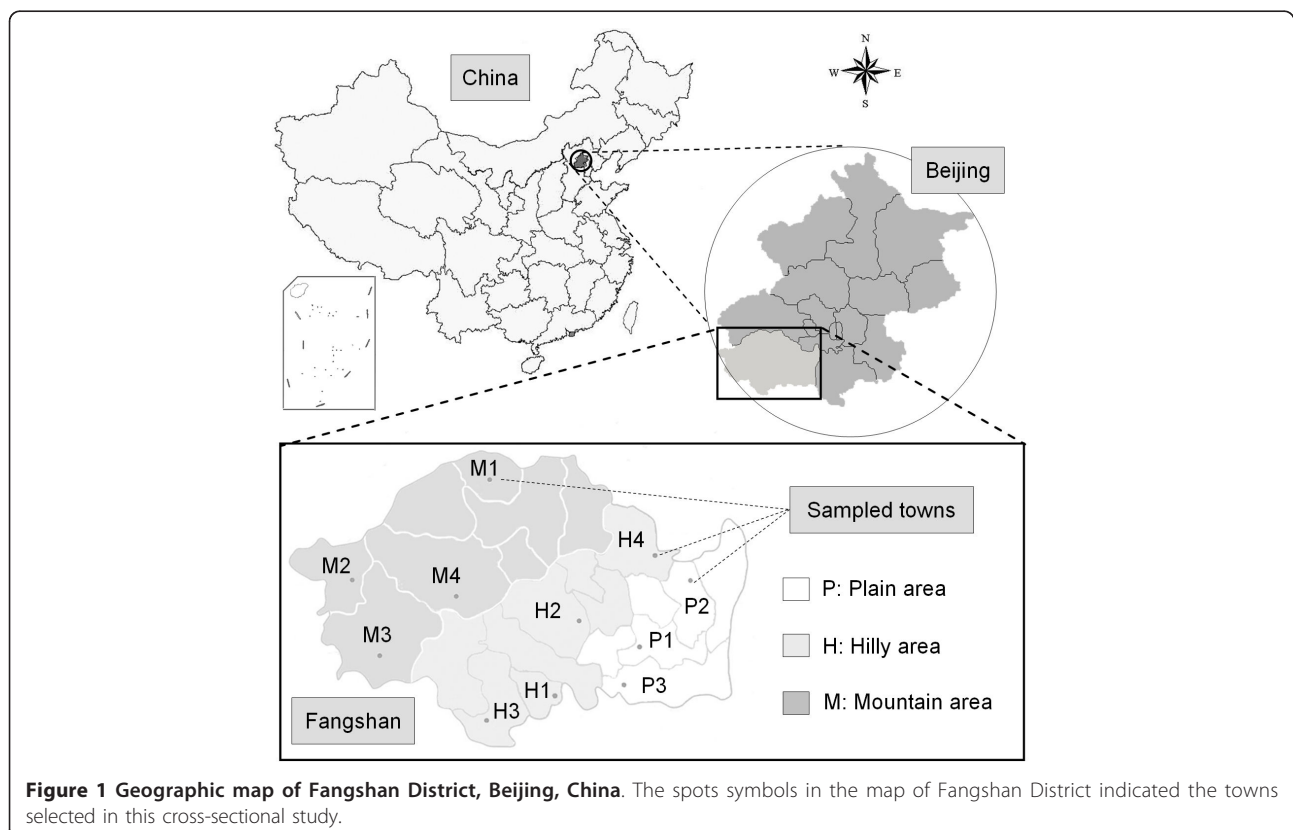 China
N
W E
S
Beijing
M1
Sampled towns
H4
M2
M4
P2
P: Plain area
H2
M3
P1
H: Hilly area
P3
H1
H3
M: Mountain area
Fangshan
Figure 1 Geographic map of Fangshan District, Beijing, China. The spots symbols in the map of Fangshan District indicated the towns
selected in this cross-sectional study.